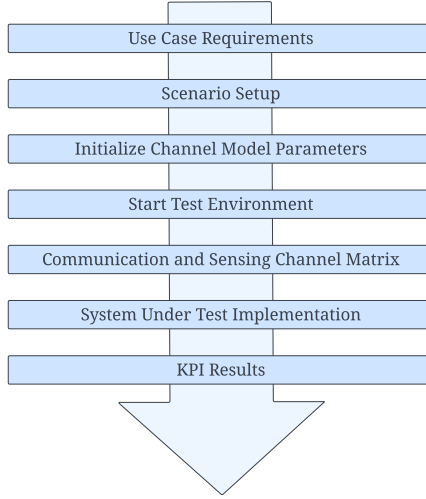 Use Case Requirements
Scenario Setup
Initialize Channel Model Parameters
Start Test Environment
Communication and Sensing Channel Matrix
System Under Test Implementation
KPI Results